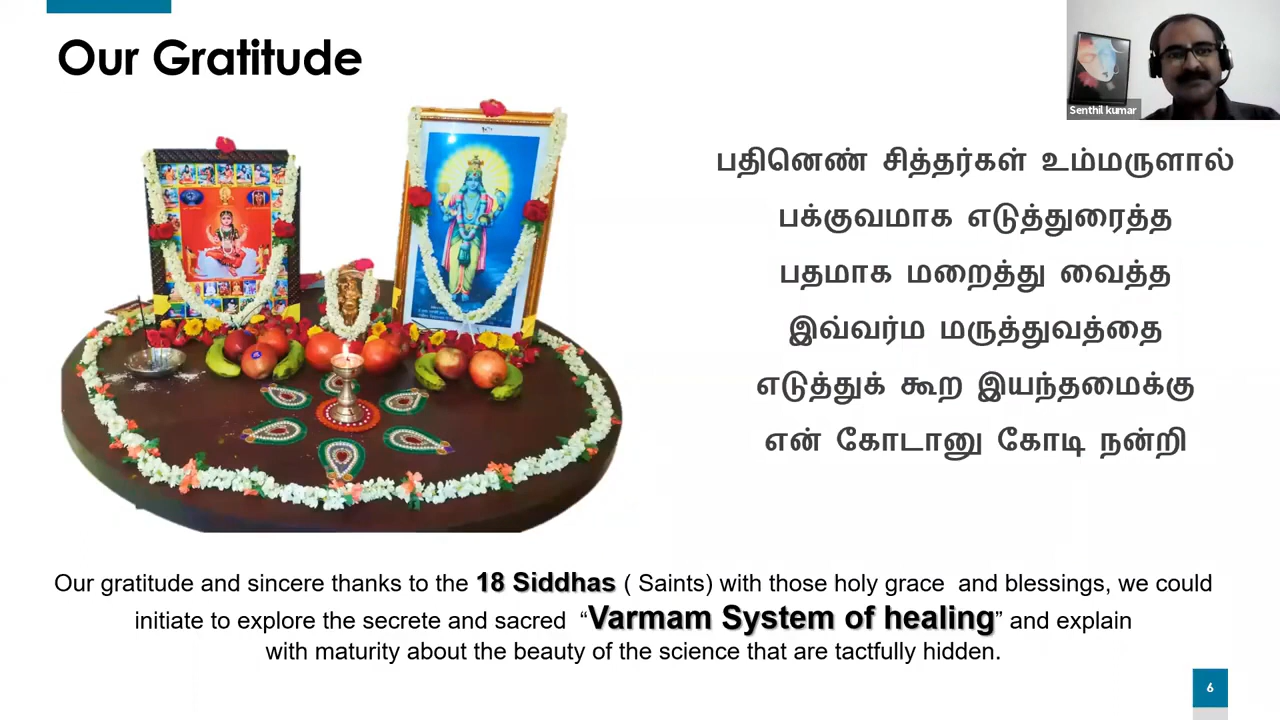 Our Gratitude
Senthil kumar
பதினெண் சித்தர்கள் உம்மருளால்
பக்குவமாக எடுத்துரைத்த
பதமாக மறைத்து வைத்த
இவ்வர்ம மருத்துவத்தை
எடுத்துக் கூற இயந்தமைக்கு
என் கோடானு கோடி நன்றி
Our gratitude and sincere thanks to the 18 Siddhas ( Saints) with those holy grace and blessings, we could
initiate to explore the secrete and sacred “Varmam System of healing” and explain
with maturity about the beauty of the science that are tactfully hidden.
6